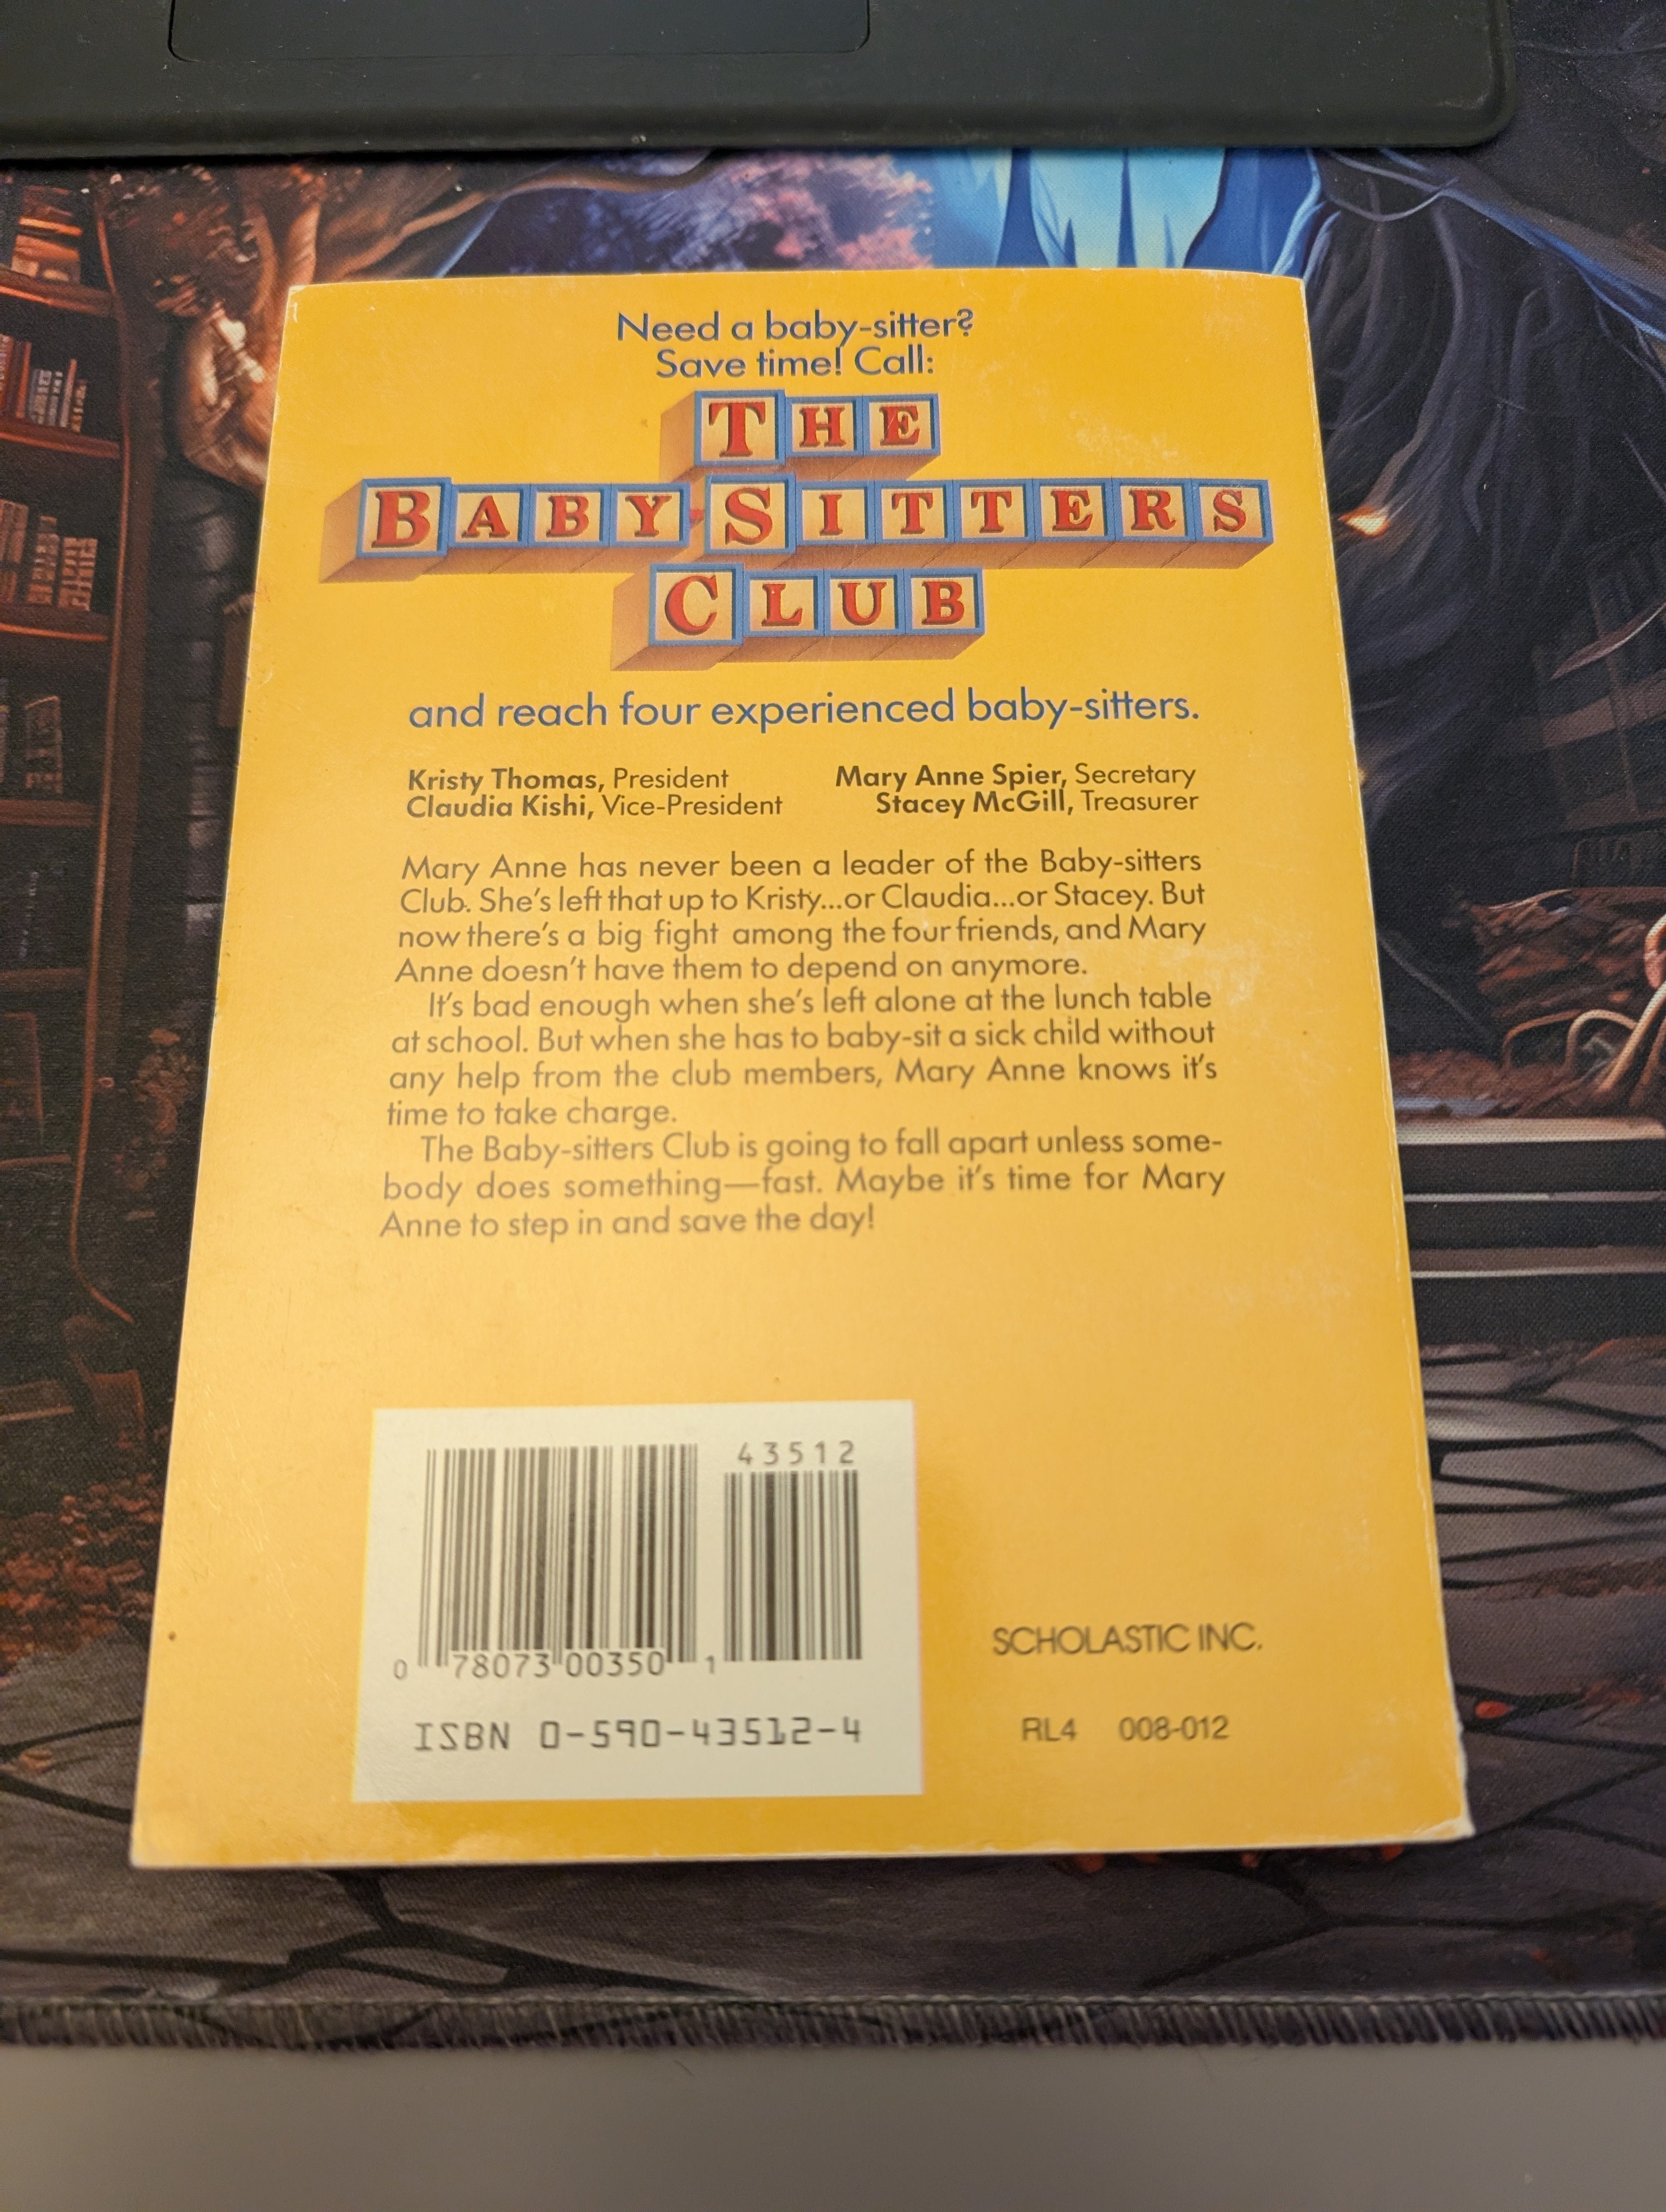 Need a baby-sitter?
Save time! Call:
THE
BABY-SITTERS
CLUB
and reach four experienced baby-sitters.
Kristy Thomas, President Mary Anne Spier, Secretary
Claudia Kishi, Vice-President Stacey McGill, Treasurer
Mary Anne has never been a leader of the Baby-sitters
Club. She's left that up to Kristy...or Claudia...or Stacey. But
now there's a big fight among the four friends, and Mary
Anne doesn't have them to depend on anymore.
It's bad enough when she's left alone at the lunch table
at school. But when she has to baby-sit a sick child without
any help from the club members, Mary Anne knows it's
time to take charge.
The Baby-sitters Club is going to fall apart unless some-
body does something—fast. Maybe it's time for Mary
Anne to step in and save the day!
43512
0 78073 00350 1
ISBN 0-590-43512-4
SCHOLASTIC INC.
RL4 008-012